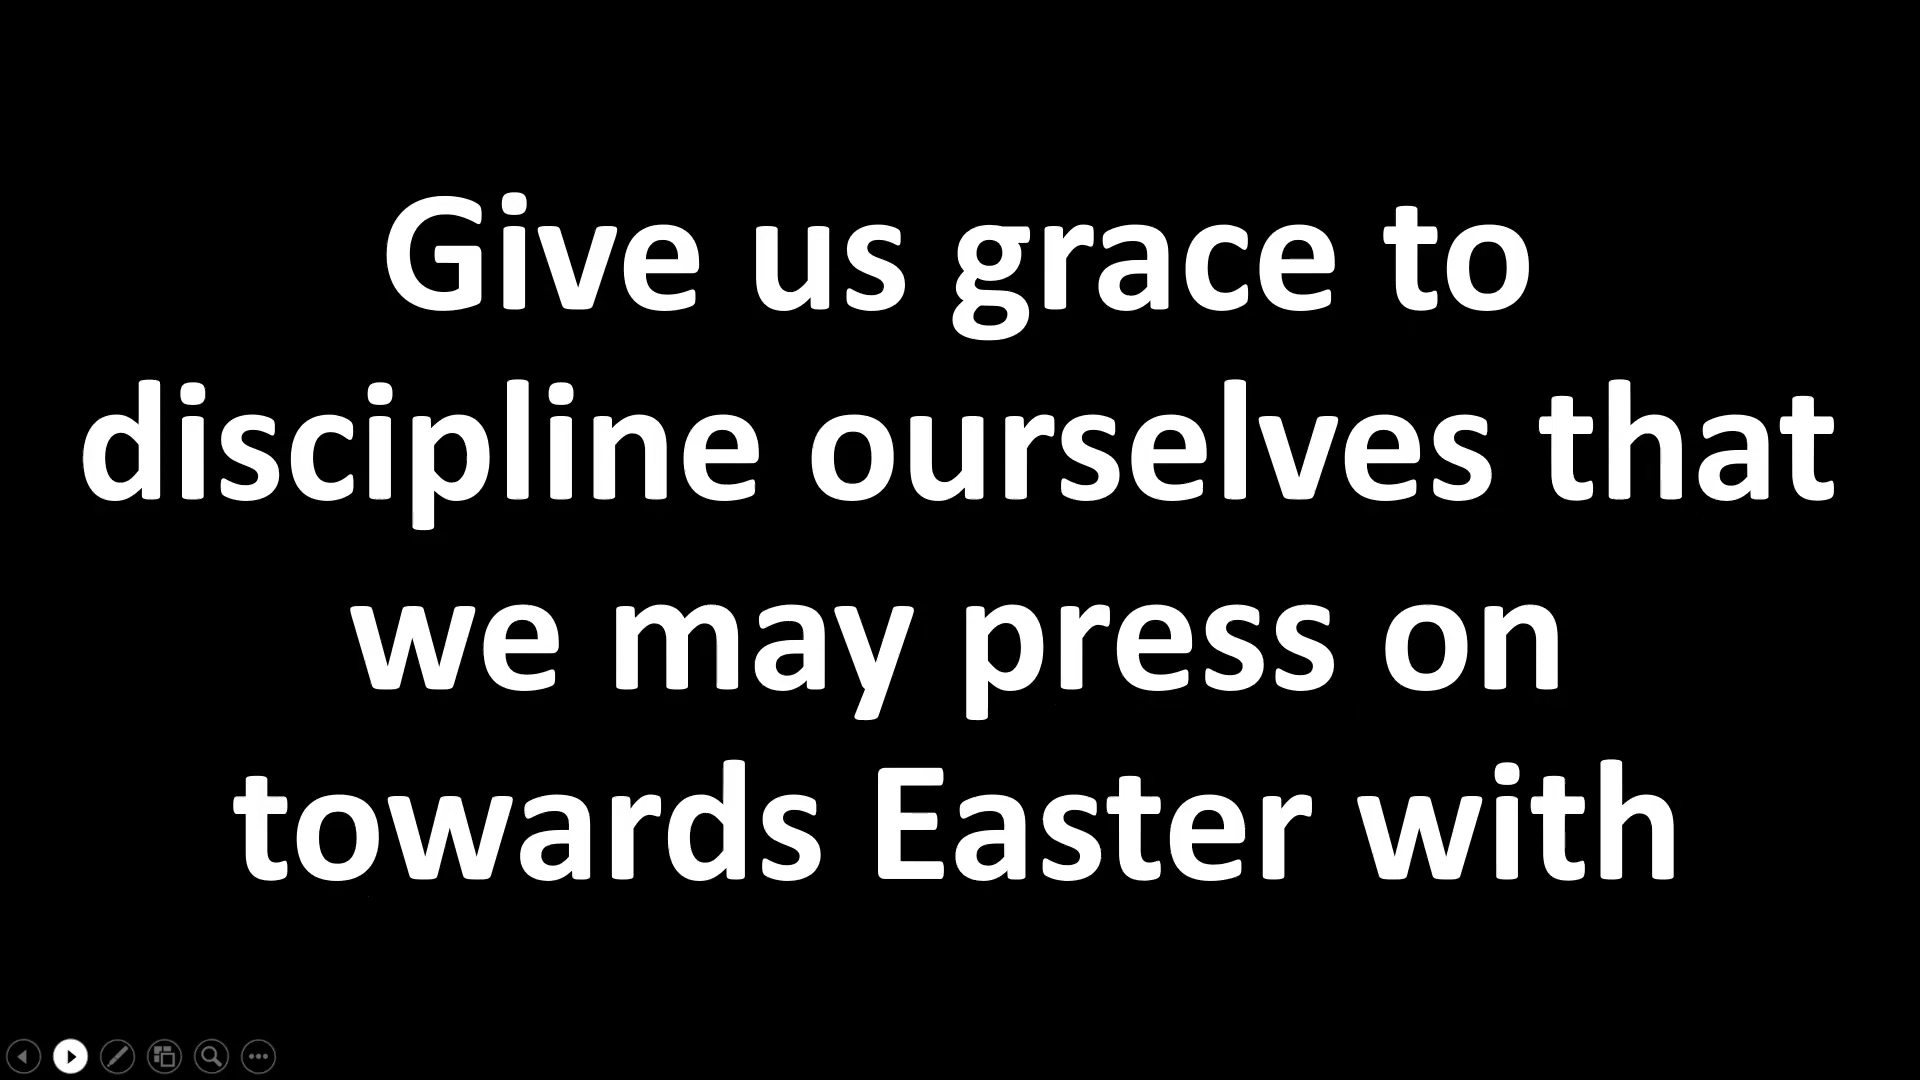 Give us grace to
discipline ourselves that
we may press on
towards Easter with